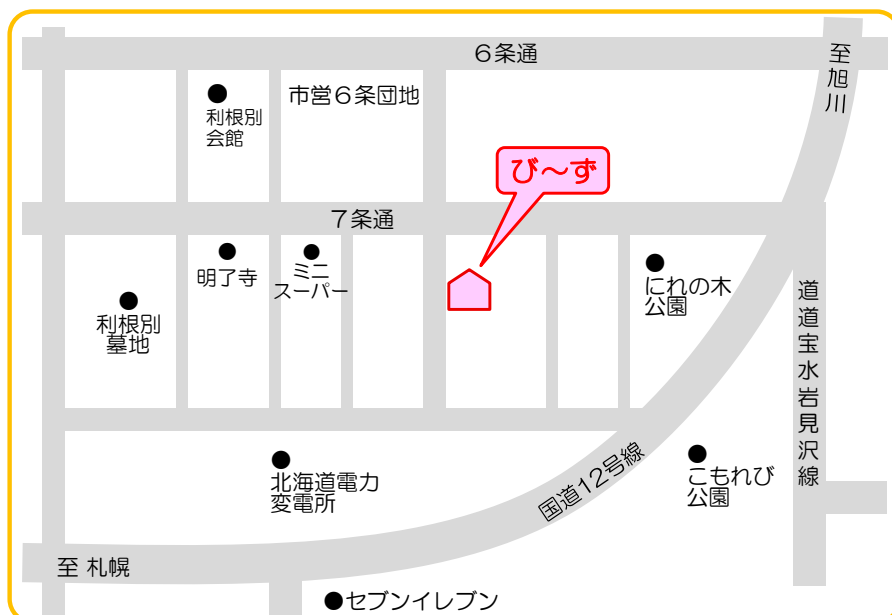 6条通
至旭川
利根別
会館
市営6条団地
び～ず
7条通
明了寺
ミニ
スーパー
にれの木
公園
利根別
墓地
道道宝水岩見沢線
北海道電力
変電所
国道12号線
こもれび
公園
至 札幌
セブンイレブン